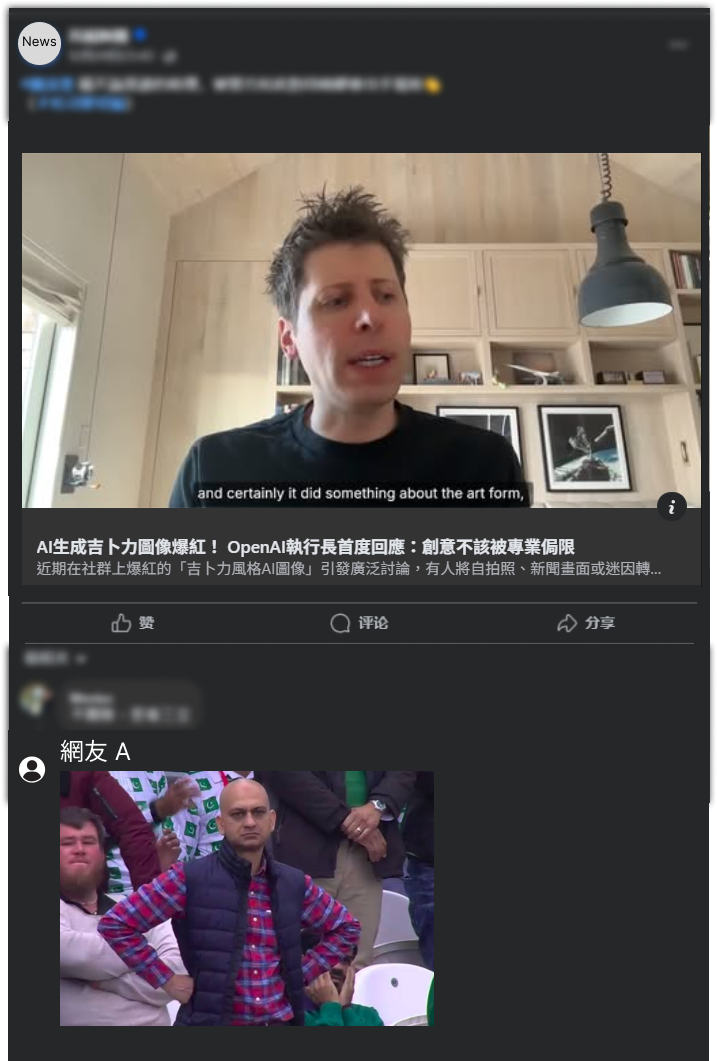 News
and certainly it did something about the art form,
AI生成吉卜力圖像爆紅！ OpenAI執行長首度回應：創意不該被專業侷限
近期在社群上爆紅的「吉卜力風格AI圖像」引發廣泛討論，有人將自拍照、新聞畫面或迷因轉...
赞
评论
分享
網友 A